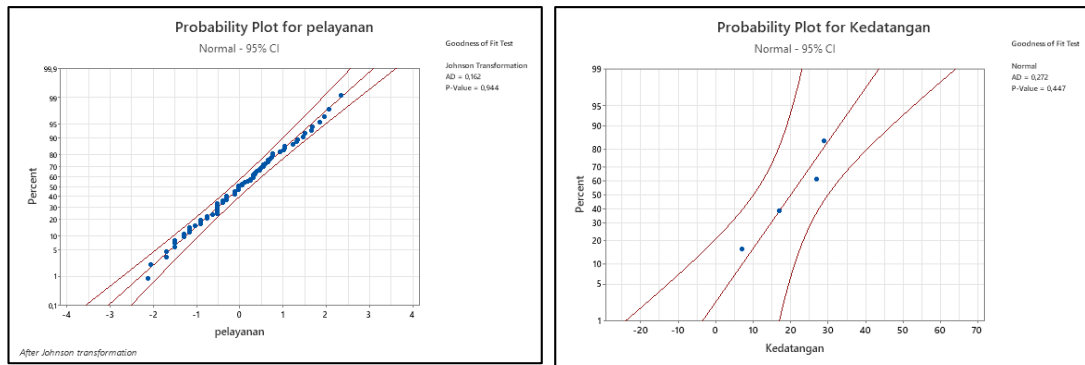 Probability Plot for pelayanan
Normal - 95% CI
Goodness of Fit Test
Johnson Transformation
AD = 0,162
P-Value = 0,944
Percent
99,9
99
95
90
80
70
60
50
40
30
20
10
5
1
0,1
-4 -3 -2 -1 0 1 2 3 4
pelayanan
After Johnson transformation
Probability Plot for Kedatangan
Normal - 95% CI
Goodness of Fit Test
Normal
AD = 0,272
P-Value = 0,447
Percent
99
95
90
80
70
60
50
40
30
20
10
5
1
-20 -10 0 10 20 30 40 50 60 70
Kedatangan